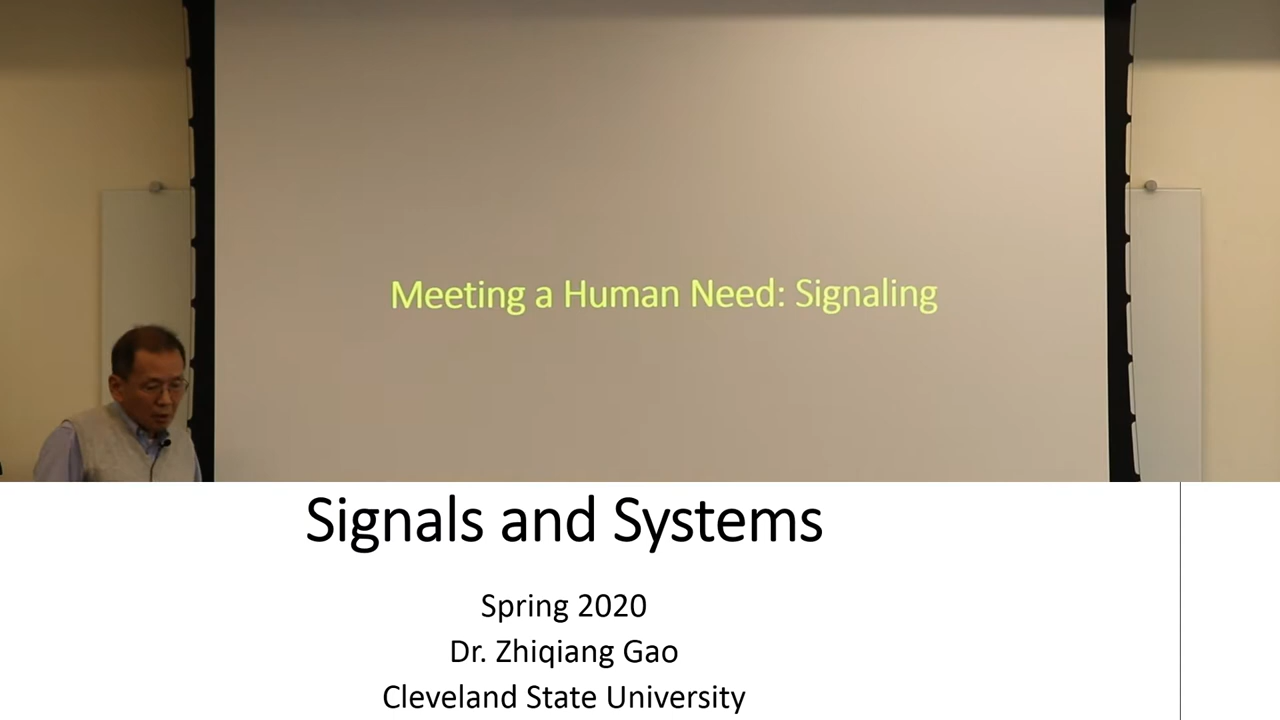 Meeting a Human Need: Signaling
Signals and Systems
Spring 2020
Dr. Zhiqiang Gao
Cleveland State University